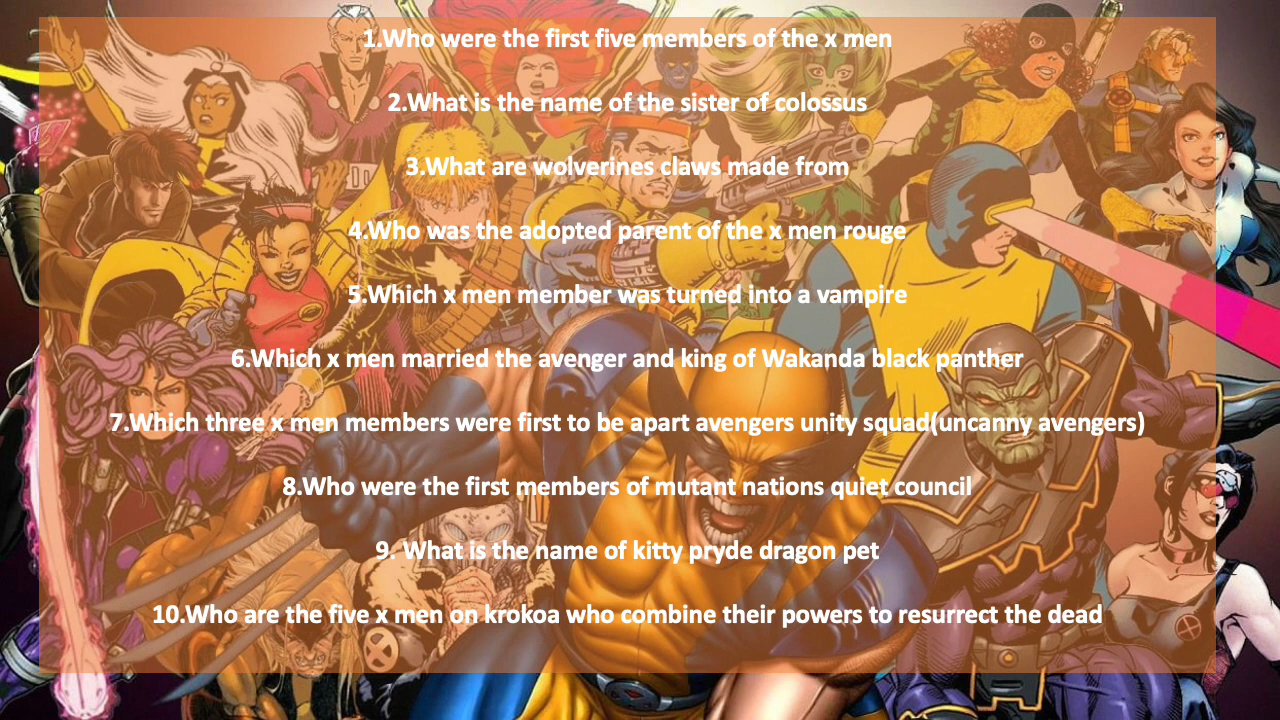 1.Who were the first five members of the x men
2.What is the name of the sister of colossus
3.What are wolverines claws made from
4.Who was the adopted parent of the x men rouge
5.Which x men member was turned into a vampire
6.Which x men married the avenger and king of Wakanda black panther
7.Which three x men members were first to be apart avengers unity squad(uncanny avengers)
8.Who were the first members of mutant nations quiet council
9. What is the name of kitty pryde dragon pet
10.Who are the five x men on krokoa who combine their powers to resurrect the dead